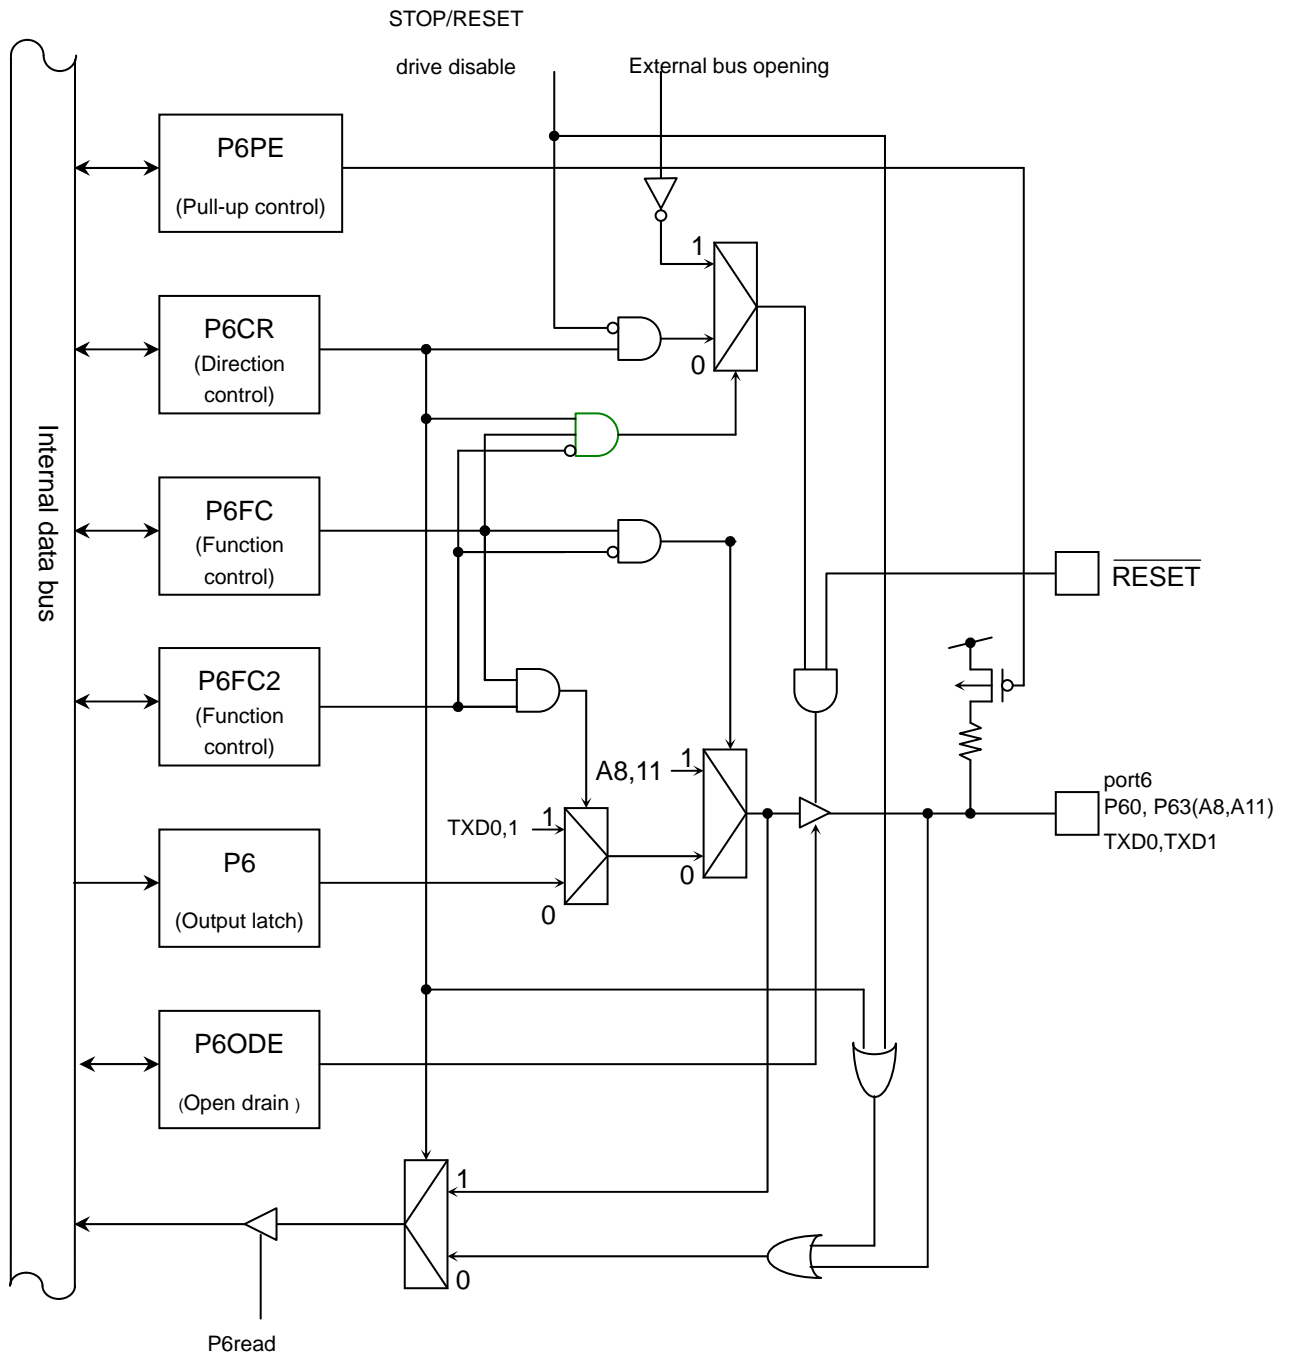 STOP/RESET
drive disable
External bus opening
P6PE
(Pull-up control)
1
P6CR
(Direction
control)
0
Internal data bus
P6FC
(Function
control)
RESET
P6FC2
(Function
control)
A8,11
1
port6
P60, P63(A8,A11)
TXD0,TXD1
TXD0,1
1
P6
(Output latch)
0
0
P6ODE
(Open drain )
1
0
P6read